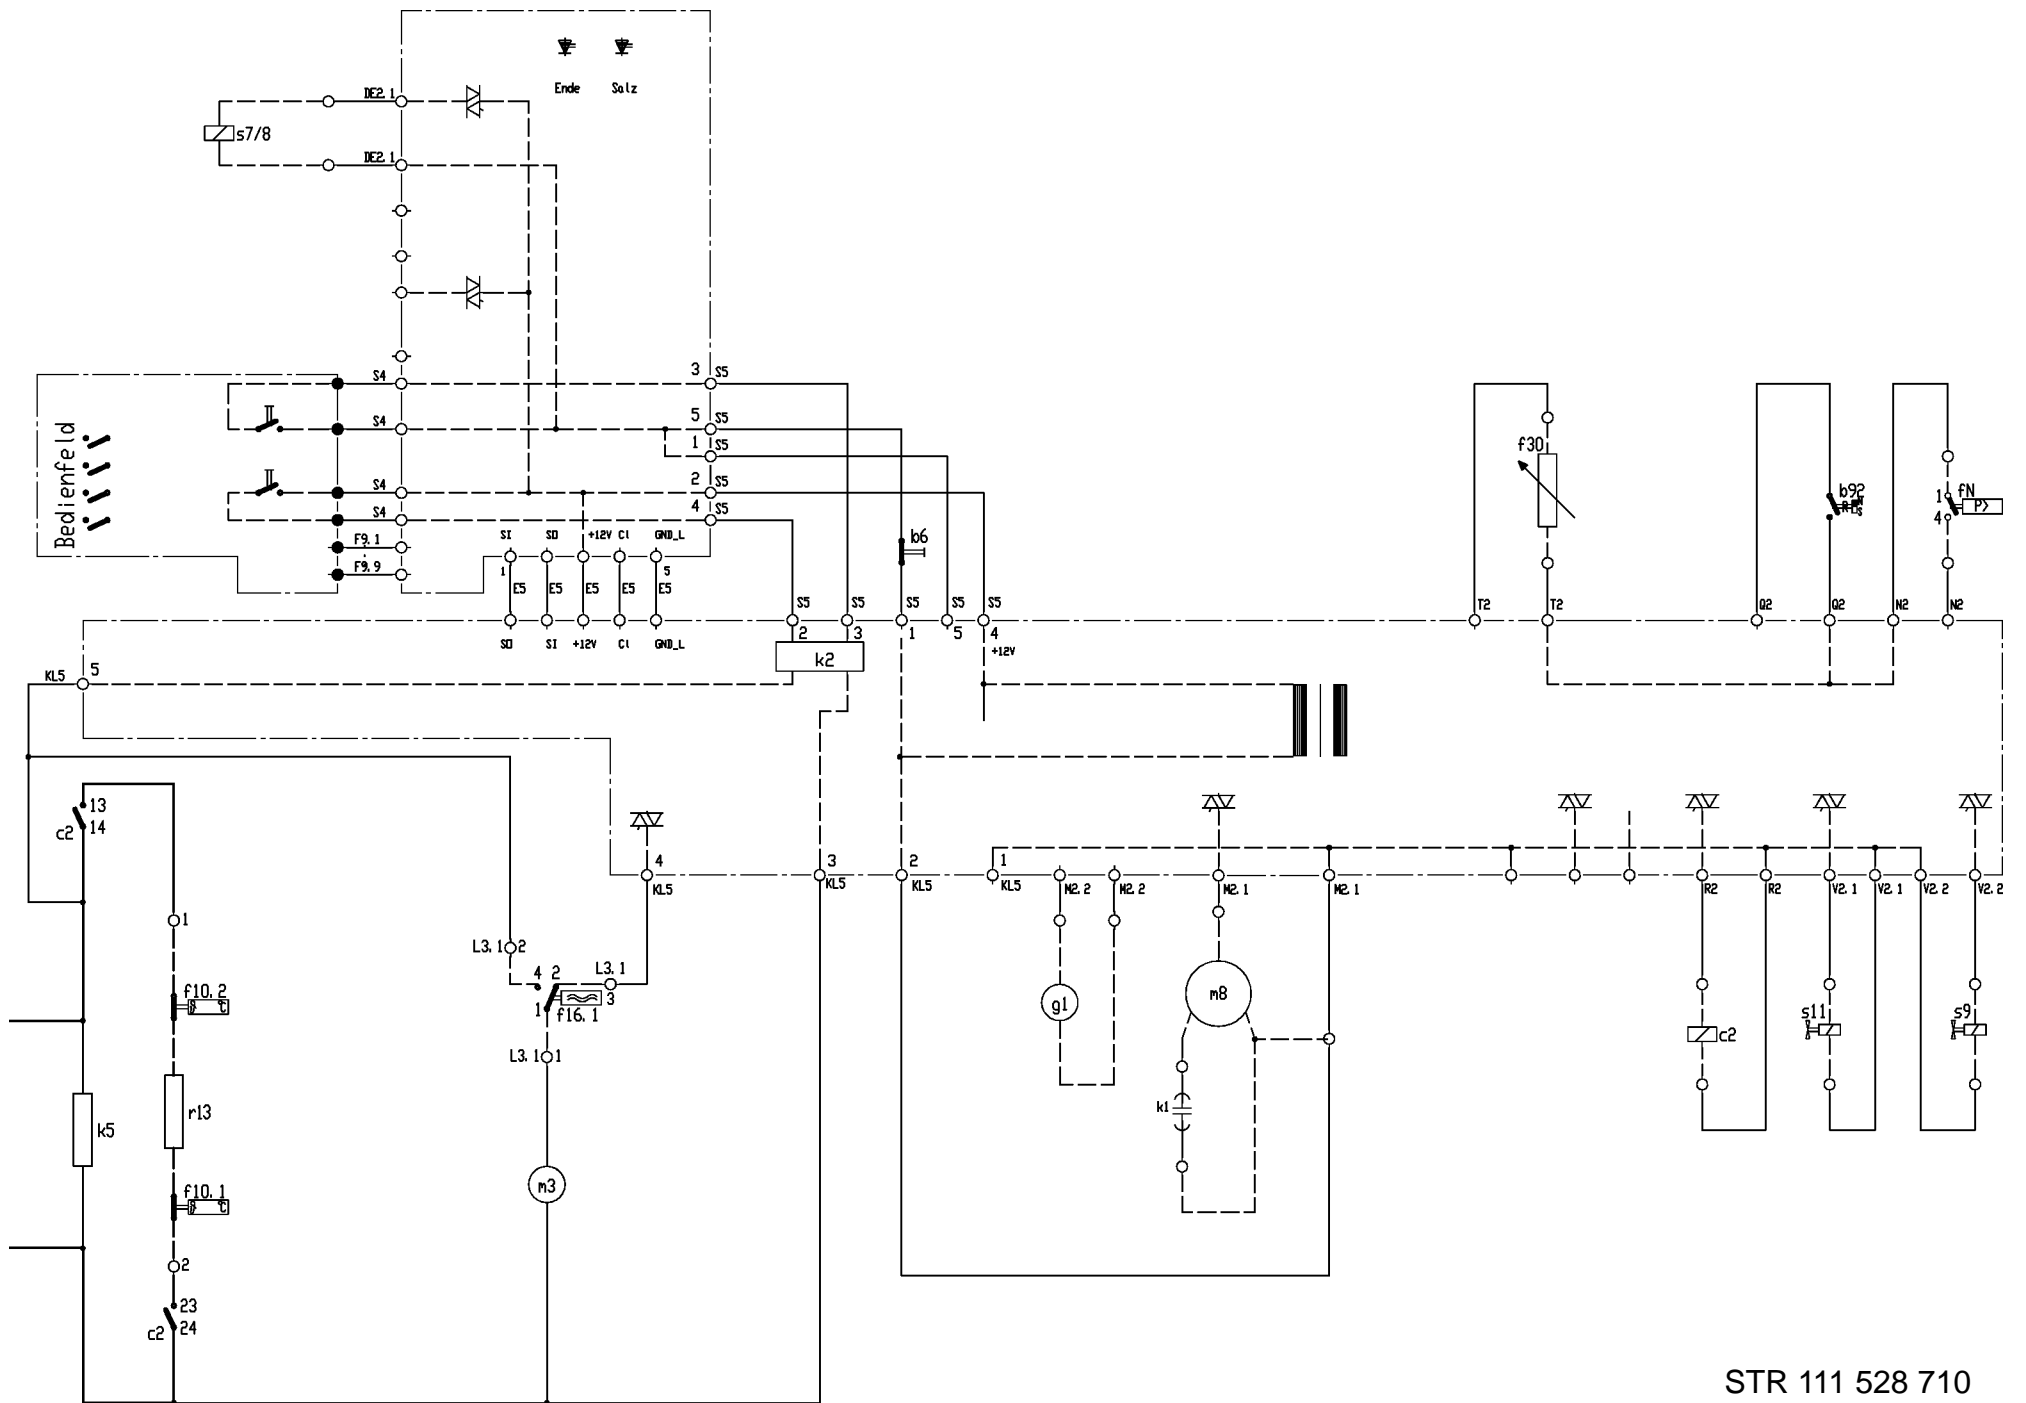 Ende Salz
DE2.1
s7/8
DE2.1
Bedienfeld
S4
3 S5
S4
5 S5
1 S5
S4
2 S5
S4
4 S5
F9.1
F9.9
SI SO +12V Cl GND_L
1 5
E5 E5 E5 E5 E5
SO SI +12V Cl GND_L
b6
S5 S5 S5 S5 S5
2 3 1 5 4
+12V
k2
f30
T2 T2
b92
Q2 Q2
1 fN
4 P>
N2 N2
KL5 5
13
14
c2
1
f10.2
°C
r13
k5
f10.1
°C
2
23
24
c2
L3.1 2
4 2
L3.1
3
1
f16.1
L3.1 1
m3
4
KL5
3
KL5
2
KL5
1
KL5
M2.2 M2.2
M2.1 M2.1
g1
m8
k1
R2 R2
V2.1 V2.1
V2.2 V2.2
c2
s11
s9
STR 111 528 710